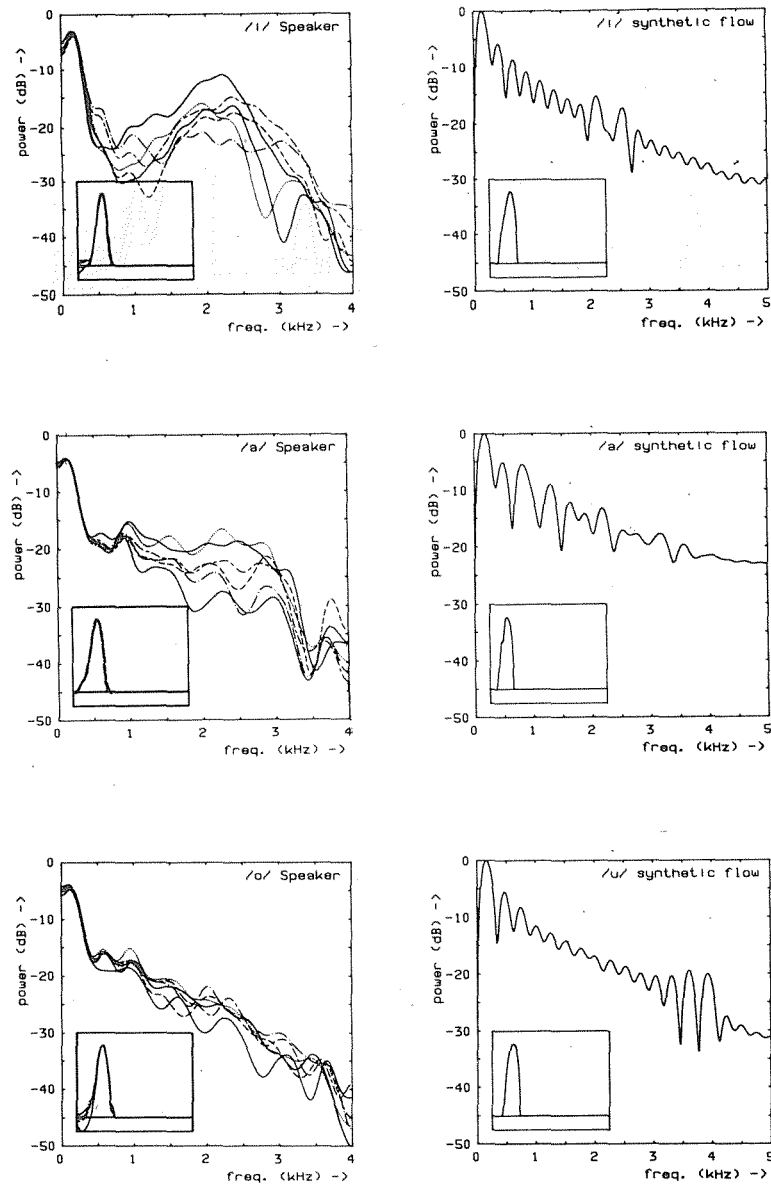 /i/ Speaker
power (dB) ->
0
-10
-20
-30
-40
-50
0 1 2 3 4
freq. (kHz) ->
/i/ synthetic flow
power (dB) ->
0
-10
-20
-30
-40
-50
0 1 2 3 4 5
freq. (kHz) ->
/a/ Speaker
power (dB) ->
0
-10
-20
-30
-40
-50
0 1 2 3 4
freq. (kHz) ->
/a/ synthetic flow
power (dB) ->
0
-10
-20
-30
-40
-50
0 1 2 3 4 5
freq. (kHz) ->
/o/ Speaker
power (dB) ->
0
-10
-20
-30
-40
-50
0 1 2 3 4
freq. (kHz) ->
/u/ synthetic flow
power (dB) ->
0
-10
-20
-30
-40
-50
0 1 2 3 4 5
freq. (kHz) ->